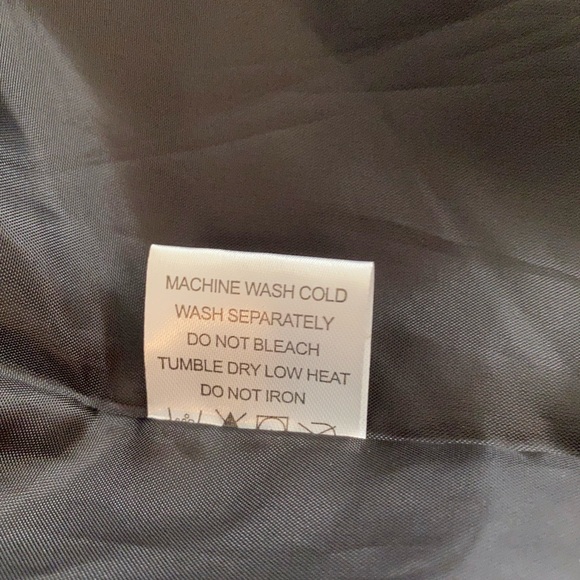 MACHINE WASH COLD
WASH SEPARATELY
DO NOT BLEACH
TUMBLE DRY LOW HEAT
DO NOT IRON